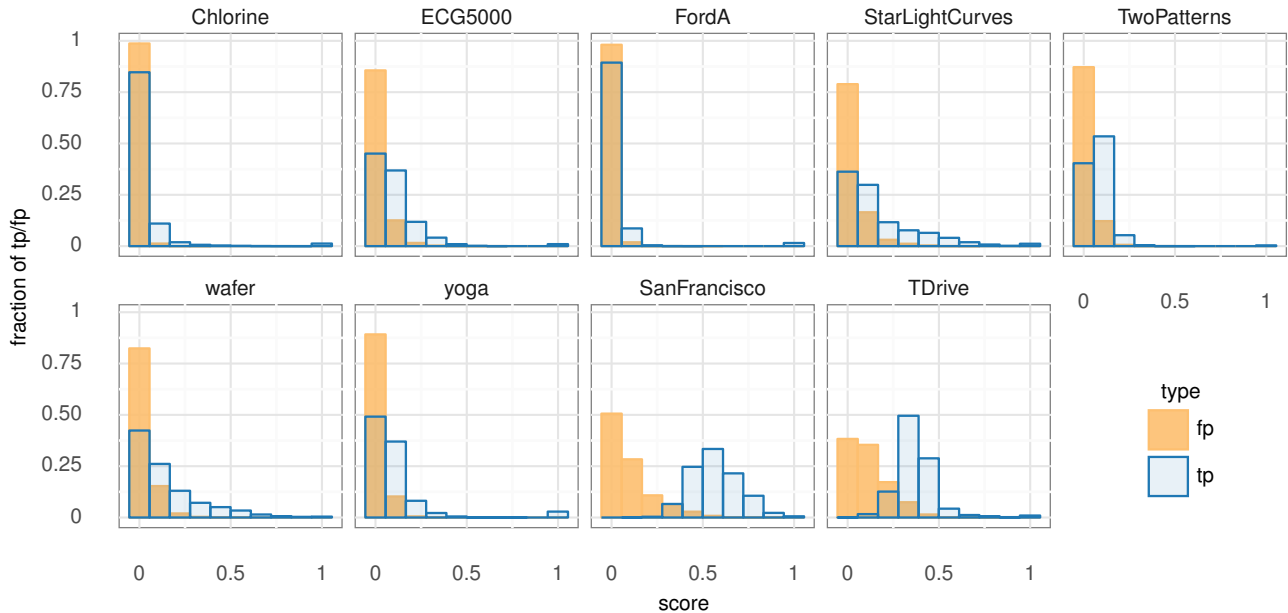 Chlorine ECG5000 FordA StarLightCurves TwoPatterns
1
0.75
0.50
0.25
0
fraction of tp/fp
wafer yoga SanFrancisco TDrive
0 0.5 1
1
0.75
0.50
0.25
0
type
fp
tp
0 0.5 1 0 0.5 1 0 0.5 1 0 0.5 1
score